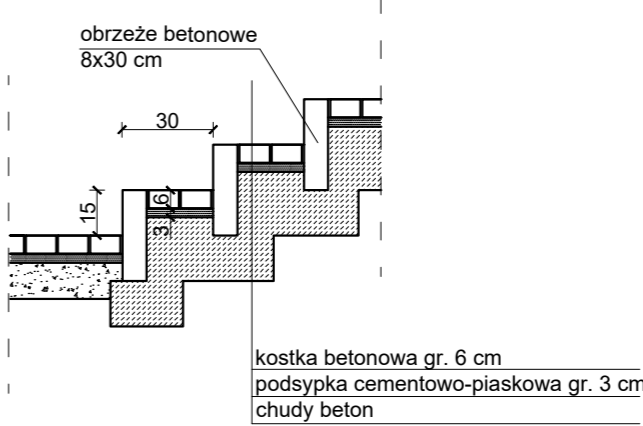 obrzeże betonowe
8x30 cm
30
15
6
3
kostka betonowa gr. 6 cm
podsypka cementowo-piaskowa gr. 3 cm
chudy beton